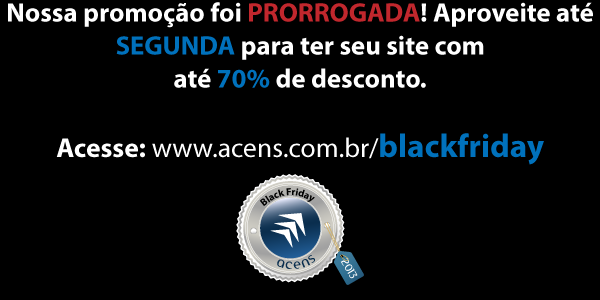 Nossa promoção foi PRORROGADA! Aproveite até
SEGUNDA para ter seu site com
até 70% de desconto.
Acesse: www.acens.com.br/blackfriday
Black Friday
acens
2013